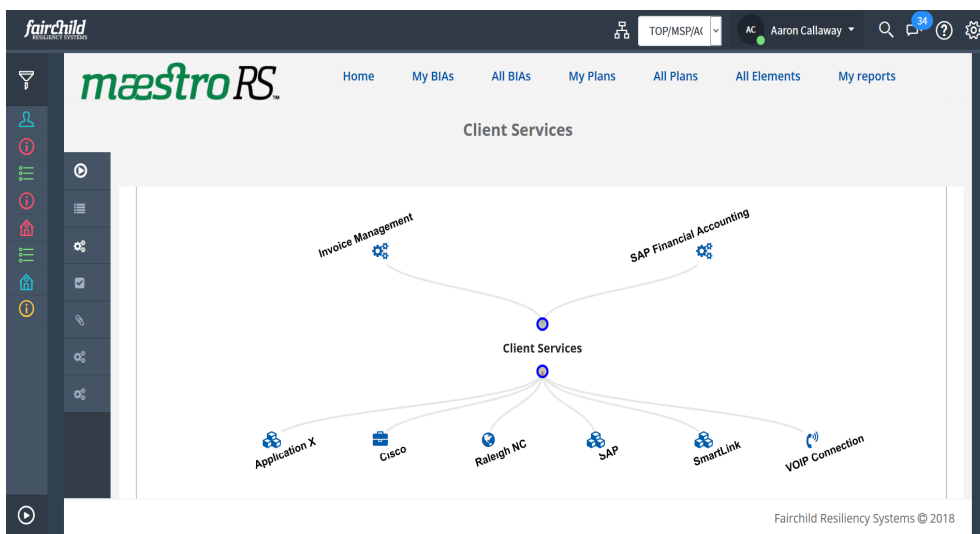 fairchild
RESILIENCY SYSTEMS
TOP/MSP/A(
AC
Aaron Callaway
34
maestro RS™
Home
My BIAs
All BIAs
My Plans
All Plans
All Elements
My reports
Client Services
Invoice Management
SAP Financial Accounting
Client Services
Application X
Cisco
Raleigh NC
SAP
SmartLink
VOIP Connection
Fairchild Resiliency Systems © 2018